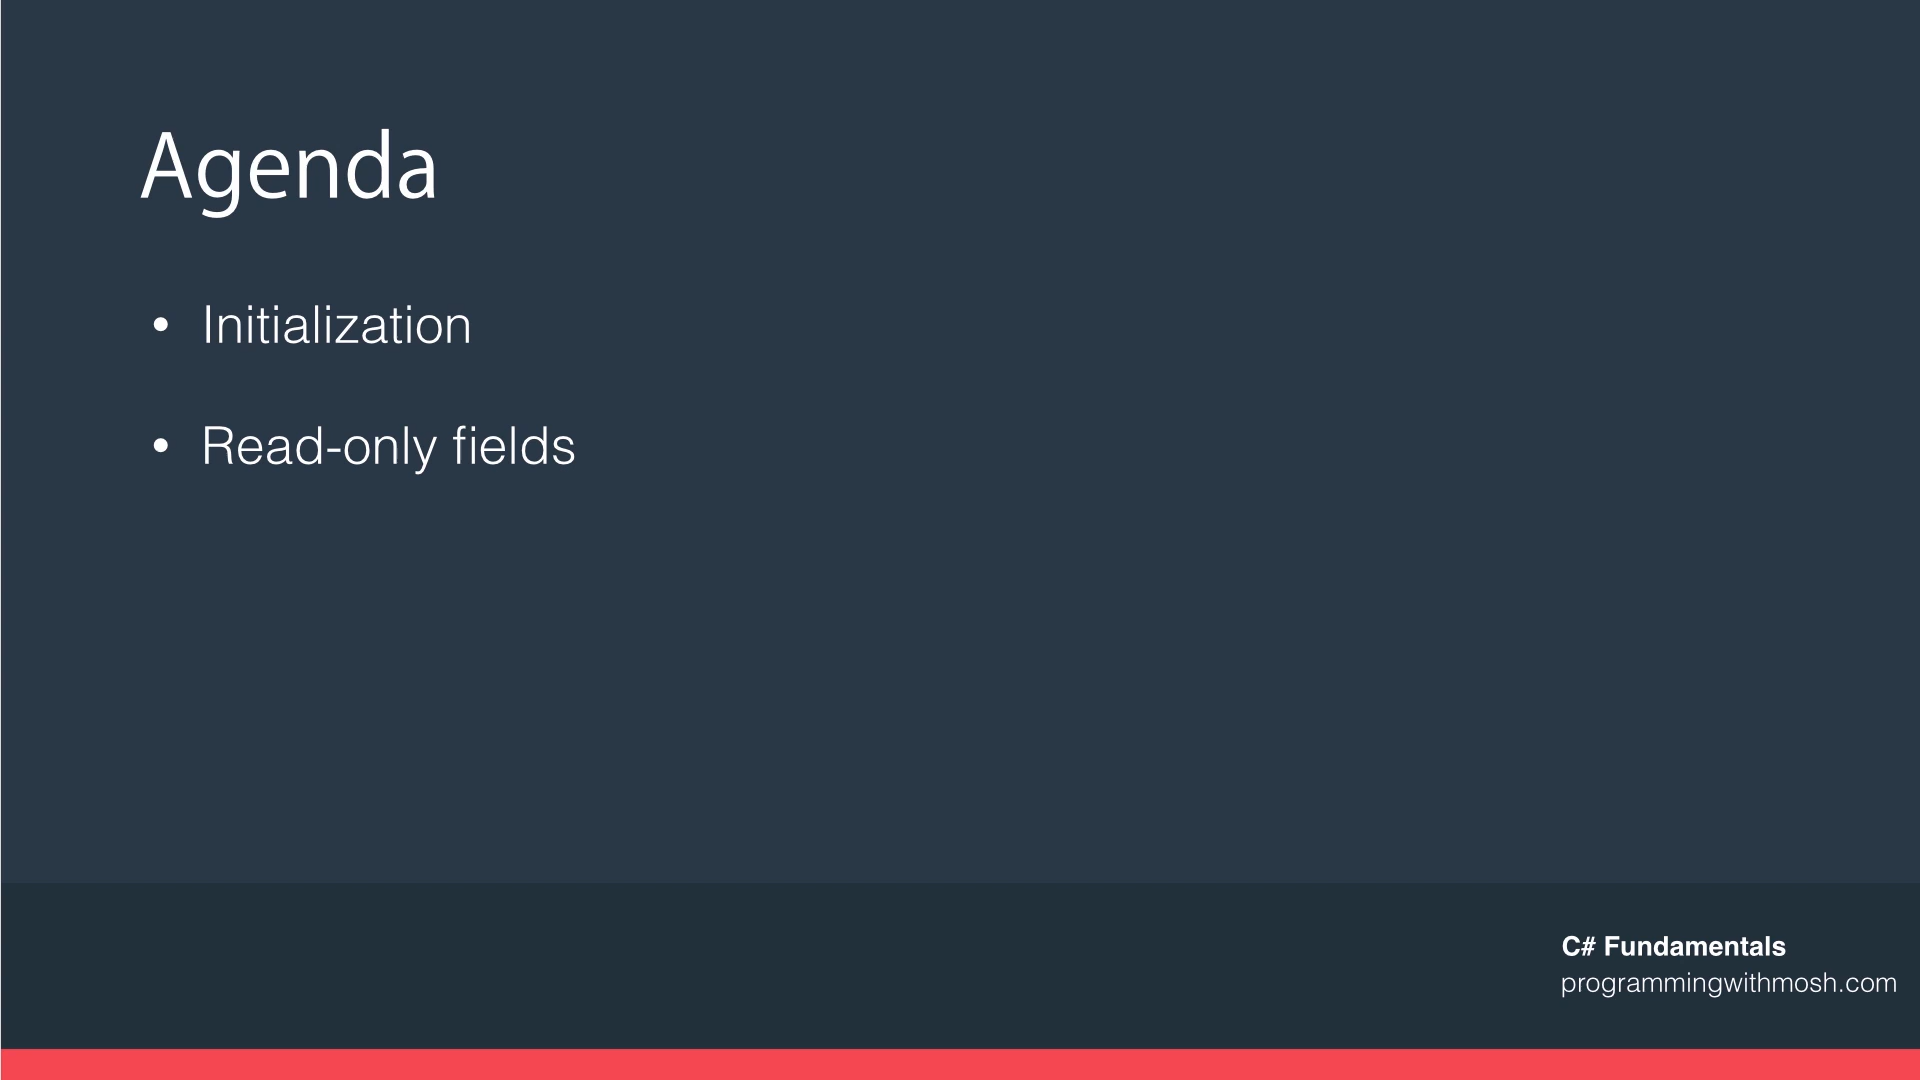 Agenda
• Initialization
• Read-only fields
C# Fundamentals
programmingwithmosh.com